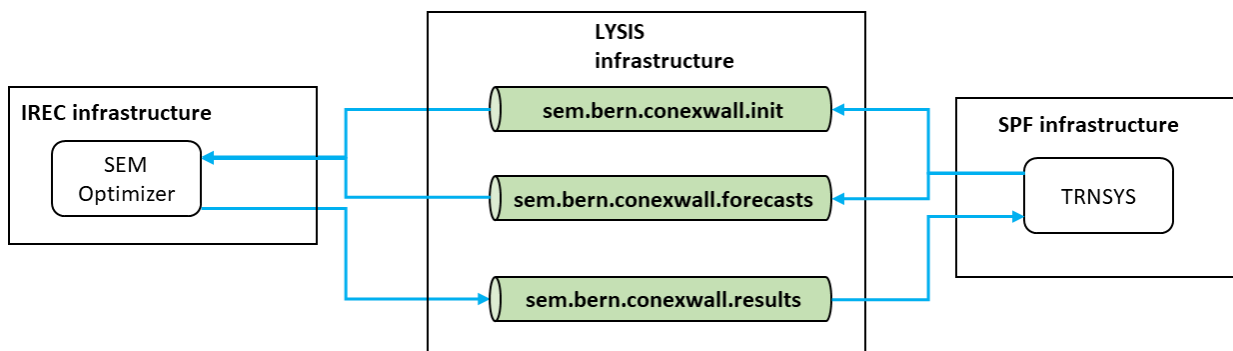 LYSIS
infrastructure
IREC infrastructure
SEM
Optimizer
sem.bern.conexwall.init
sem.bern.conexwall.forecasts
sem.bern.conexwall.results
SPF infrastructure
TRNSYS